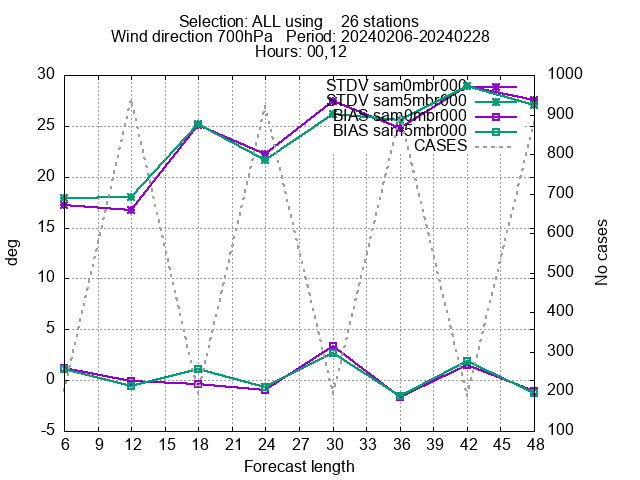 Selection: ALL using 26 stations
Wind direction 700hPa Period: 20240206-20240228
Hours: 00,12
30
25
20
15
10
5
0
-5
deg
STDV sam0mbr000
STDV sam5mbr000
BIAS sam0mbr000
BIAS sam5mbr000
CASES
1000
900
800
700
600
500
400
300
200
100
No cases
6 9 12 15 18 21 24 27 30 33 36 39 42 45 48
Forecast length